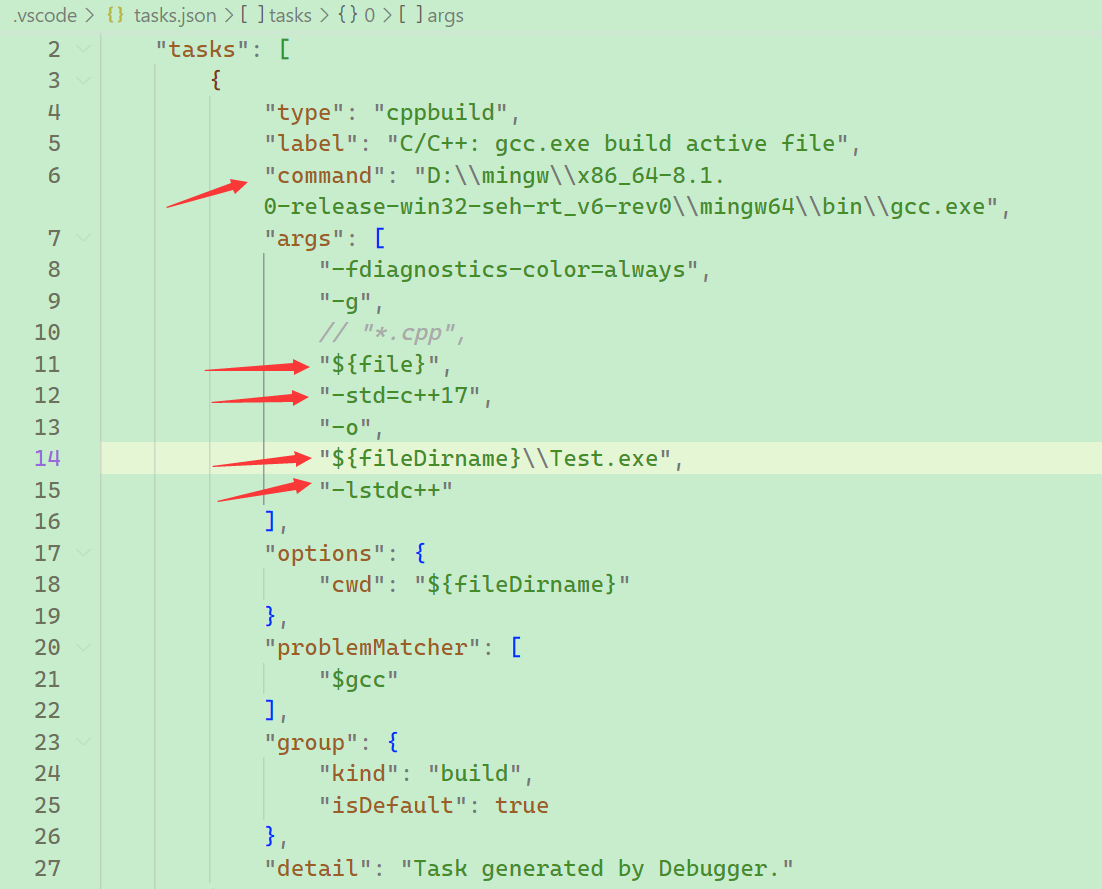 .vscode > {} tasks.json > [ ] tasks > {} 0 > [ ] args
2 "tasks": [
3 {
4 "type": "cppbuild",
5 "label": "C/C++: gcc.exe build active file",
6 "command": "D:\\mingw\\x86_64-8.1.
0-release-win32-seh-rt_v6-rev0\\mingw64\\bin\\gcc.exe",
7 "args": [
8 "-fdiagnostics-color=always",
9 "-g",
10 // "*.cpp",
11 "${file}",
12 "-std=c++17",
13 "-o",
14 "${fileDirname}\\Test.exe",
15 "-lstdc++"
16 ],
17 "options": {
18 "cwd": "${fileDirname}"
19 },
20 "problemMatcher": [
21 "$gcc"
22 ],
23 "group": {
24 "kind": "build",
25 "isDefault": true
26 },
27 "detail": "Task generated by Debugger."